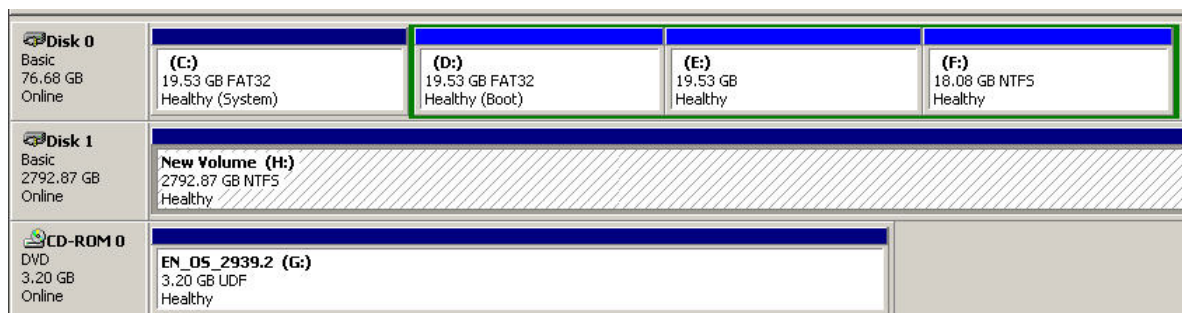 Disk 0
Basic
76.68 GB
Online
(C:)
19.53 GB FAT32
Healthy (System)
(D:)
19.53 GB FAT32
Healthy (Boot)
(E:)
19.53 GB
Healthy
(F:)
18.08 GB NTFS
Healthy
Disk 1
Basic
2792.87 GB
Online
New Volume (H:)
2792.87 GB NTFS
Healthy
CD-ROM 0
DVD
3.20 GB
Online
EN_OS_2939.2 (G:)
3.20 GB UDF
Healthy